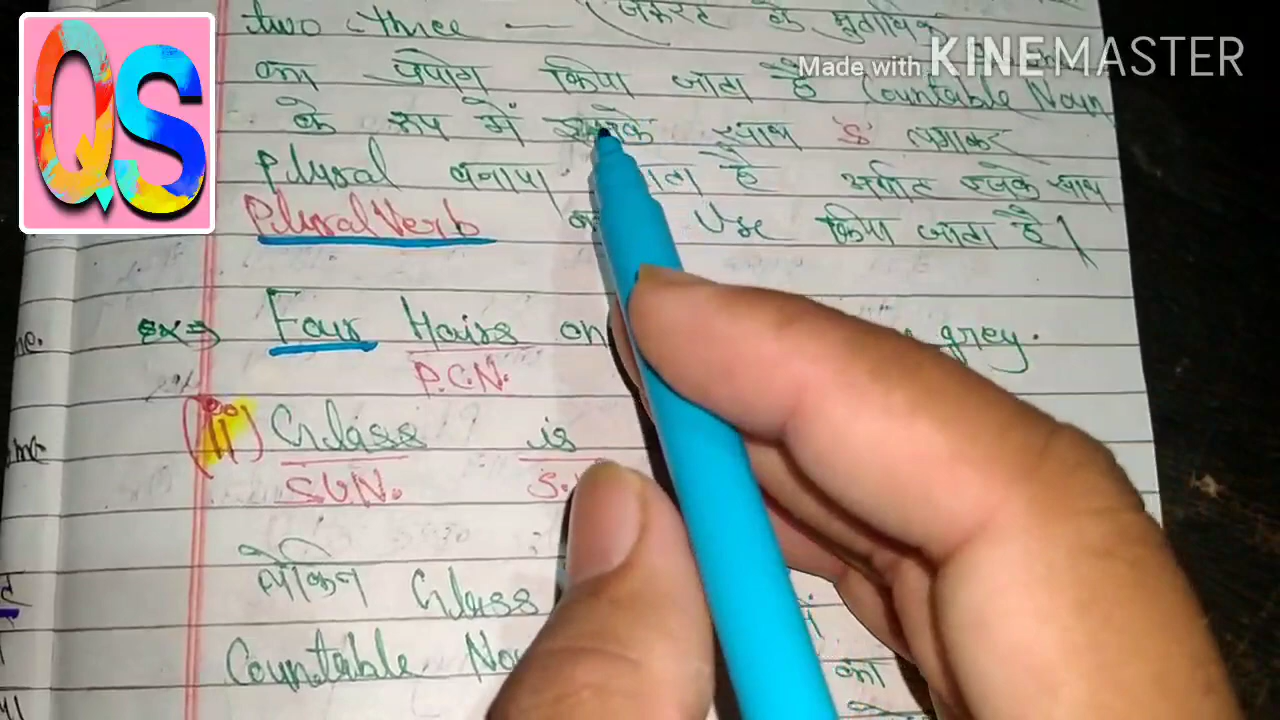 QS
Made with KINEMASTER
two three — (जरूरत के मुताबिक
का प्रयोग किया जाता है Countable Noun
के रूप में इसके साथ 'S' लगाकर
Plural बनाया जाता है अर्थात इसके साथ
Plural Verb का Use किया जाता है।
Ex ⇒ Four Hairs on grey.
P.C.N.
(ii) Glass is
S.U.N. S.
लेकिन Glass
Countable Nou
का